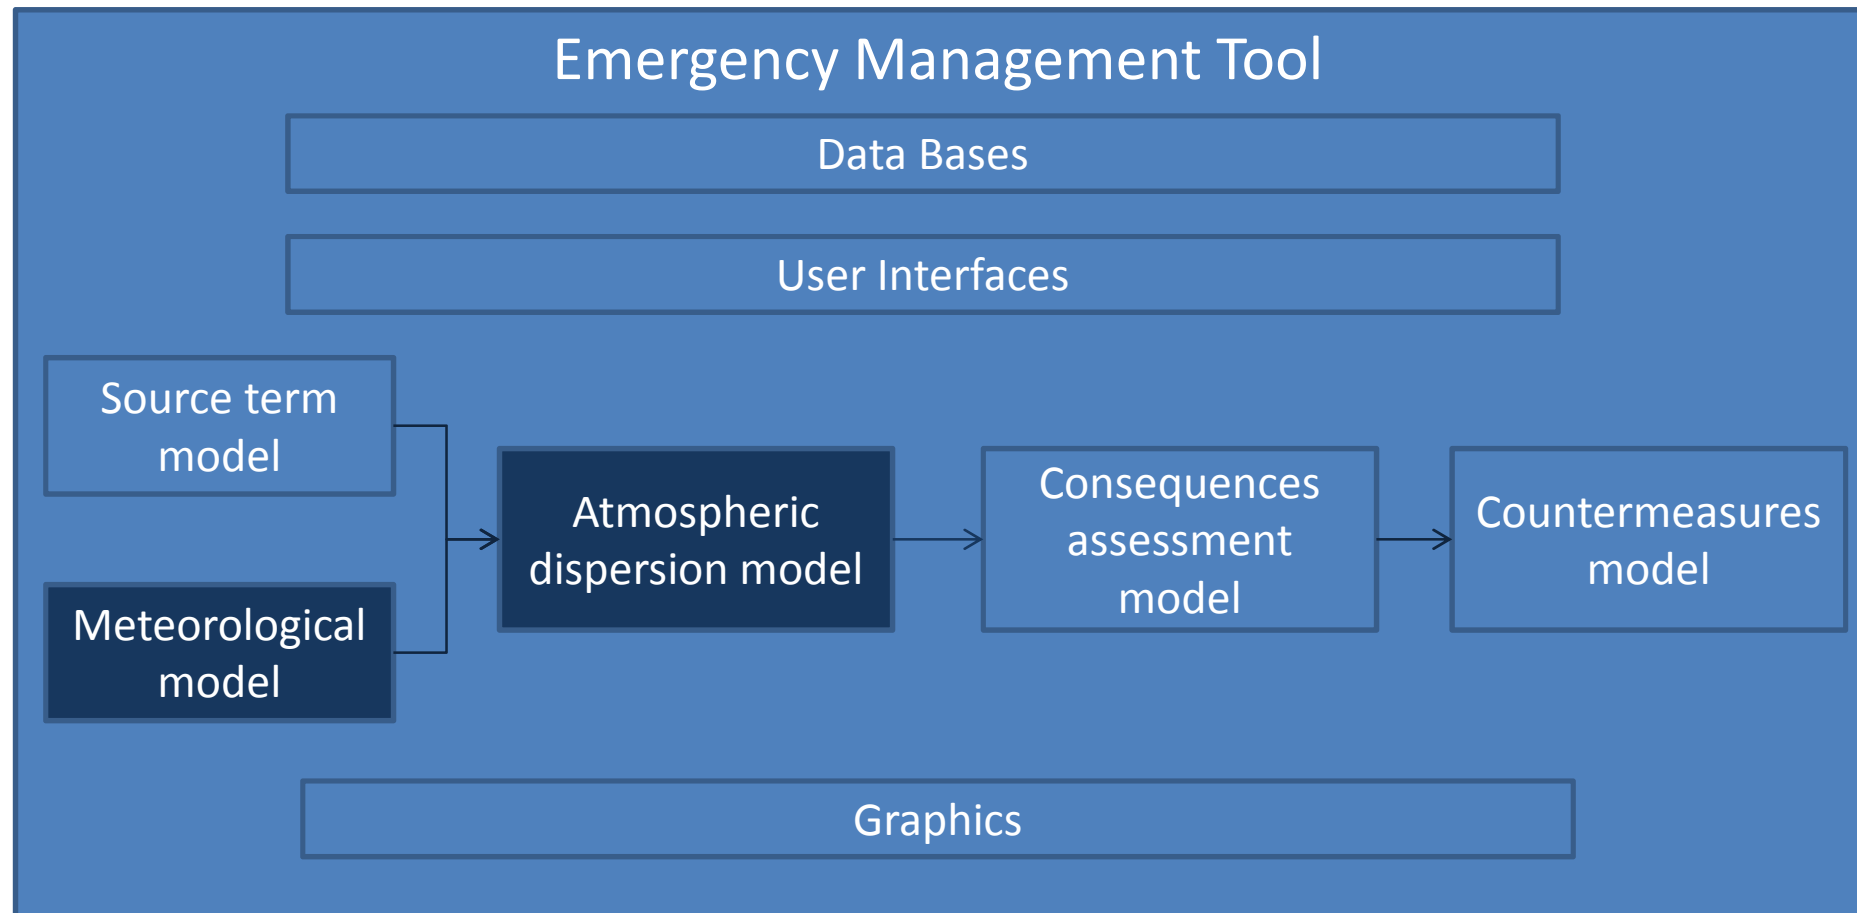 Emergency Management Tool
Data Bases
User Interfaces
Source term
model
Meteorological
model
Atmospheric
dispersion model
Consequences
assessment
model
Countermeasures
model
Graphics